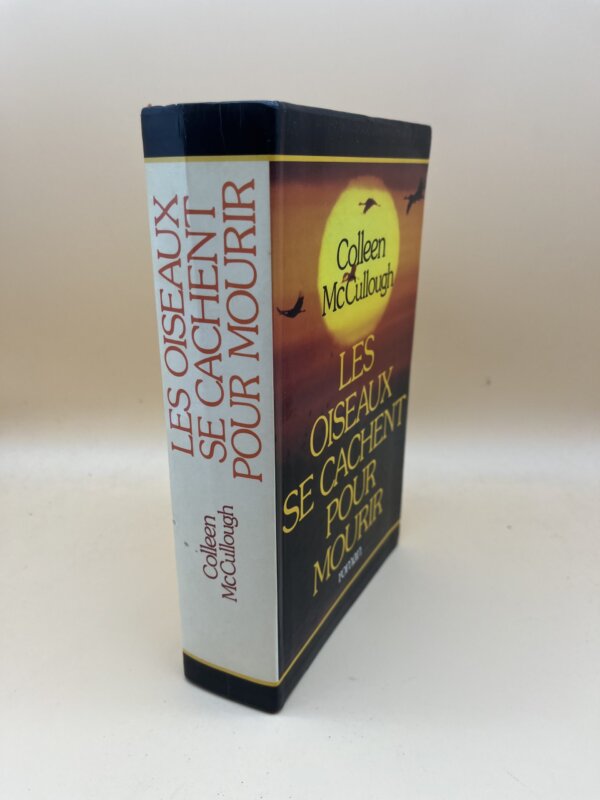 LES OISEAUX
SE CACHENT
POUR MOURIR
Colleen
McCullough
Colleen
McCullough
LES
OISEAUX
SE CACHENT
POUR
MOURIR
roman